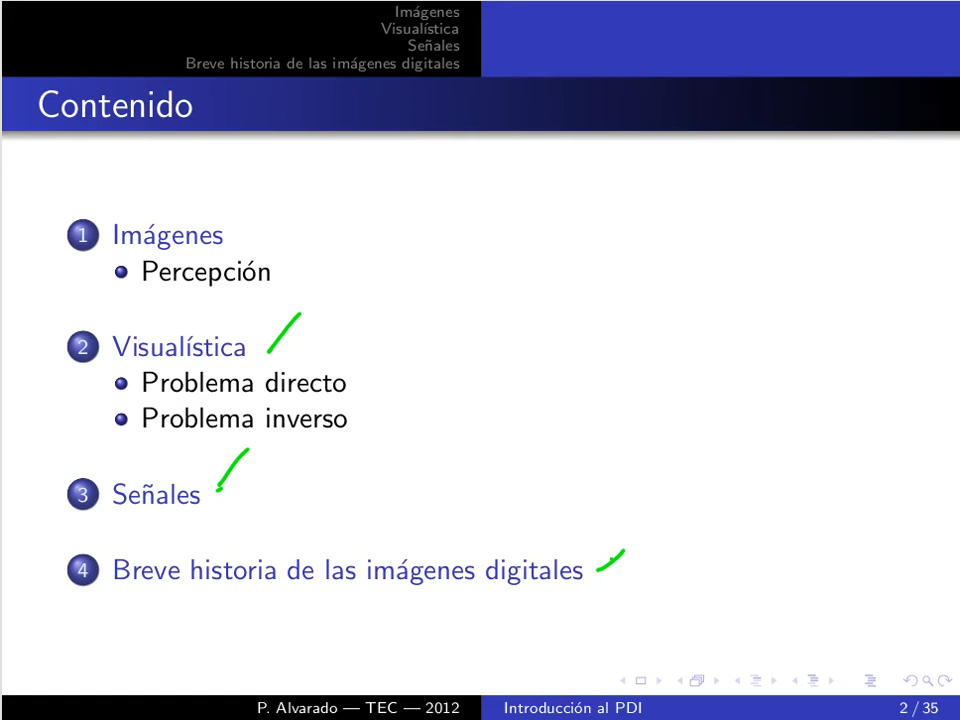 Imágenes
Visualística
Señales
Breve historia de las imágenes digitales
Contenido
1 Imágenes
Percepción
2 Visualística
Problema directo
Problema inverso
3 Señales
4 Breve historia de las imágenes digitales
P. Alvarado — TEC — 2012 Introducción al PDI 2 / 35